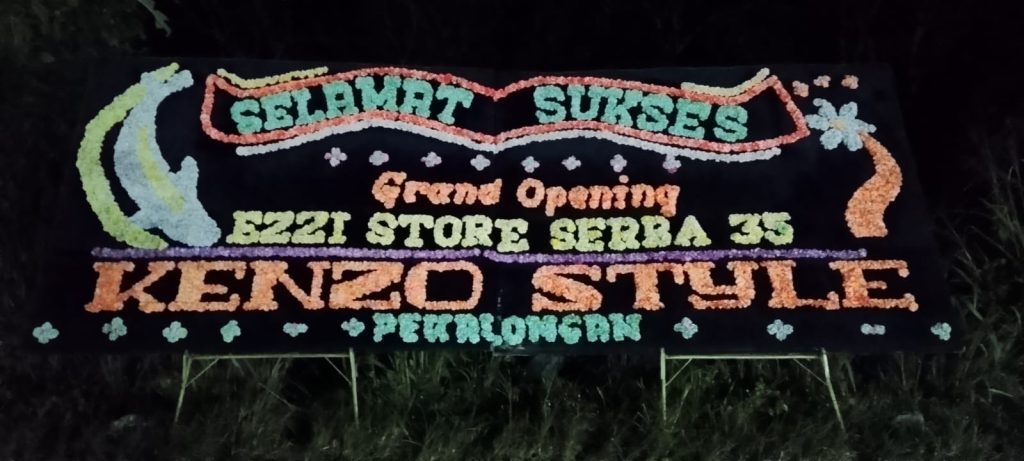 SELAMAT SUKSES
Grand Opening
EZZI STORE SERBA 35
KENZO STYLE
PEKALONGAN